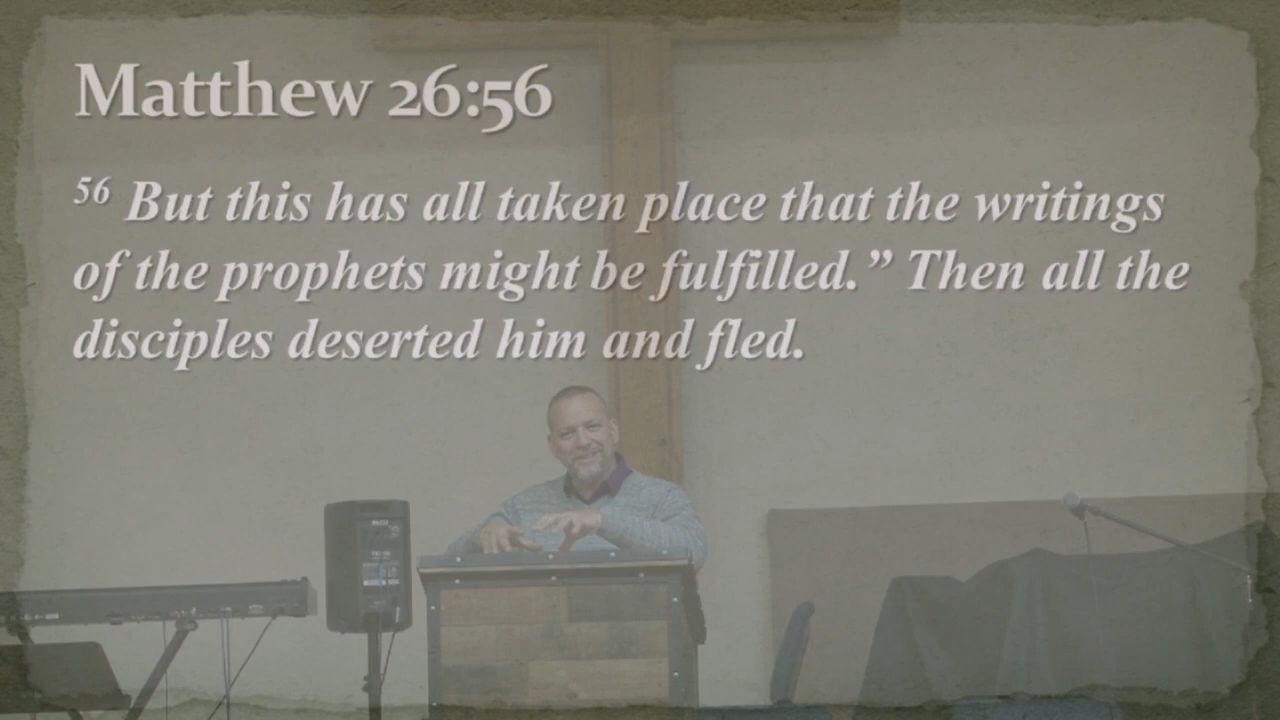 Matthew 26:56
56 But this has all taken place that the writings
of the prophets might be fulfilled.” Then all the
disciples deserted him and fled.